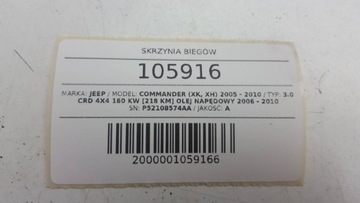 SKRZYNIA BIEGÓW
105916
MARKA: JEEP / MODEL: COMMANDER (XK, XH) 2005 - 2010 / TYP: 3.0
CRD 4X4 160 KW [218 KM] OLEJ NAPĘDOWY 2006 - 2010
SN: P52108574AA / JAKOŚĆ: A
2000001059166